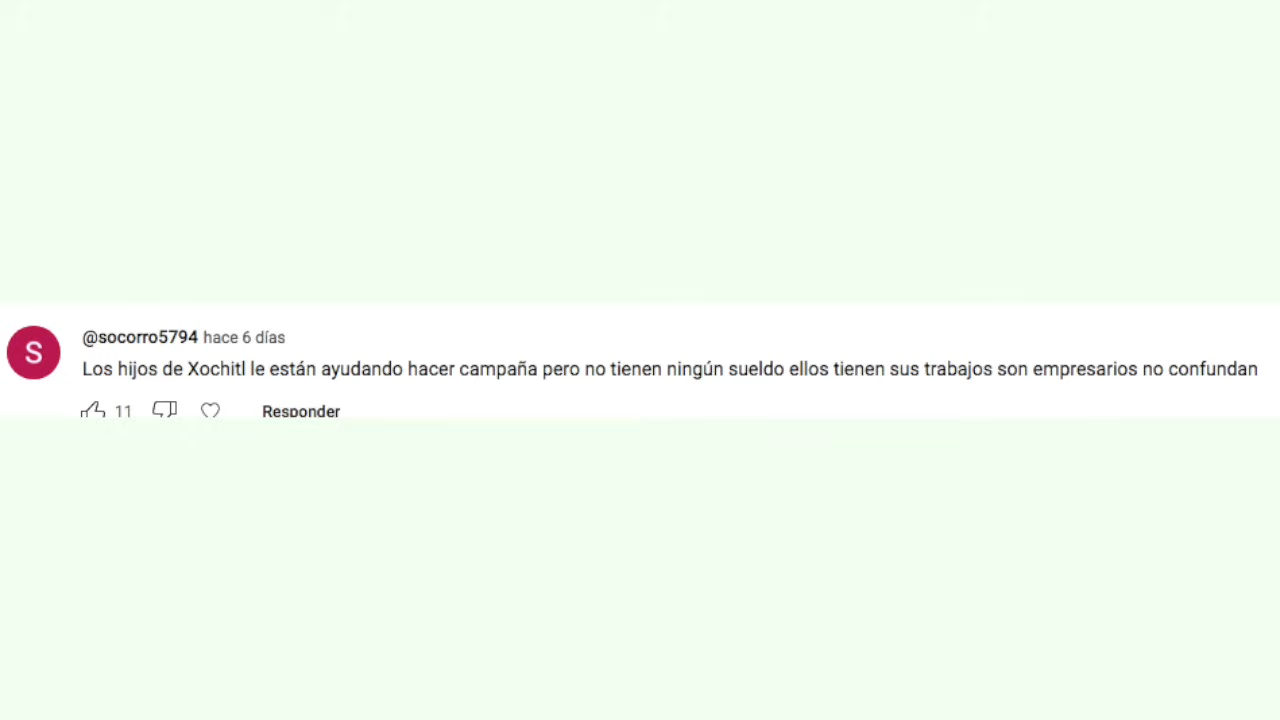 S
@socorro5794 hace 6 días
Los hijos de Xochitl le están ayudando hacer campaña pero no tienen ningún sueldo ellos tienen sus trabajos son empresarios no confundan
11 Responder